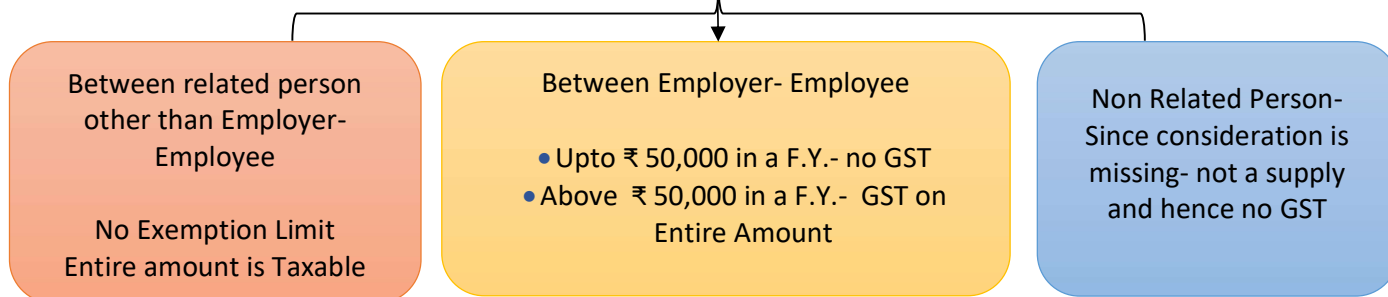 Between related person
other than Employer-
Employee
No Exemption Limit
Entire amount is Taxable
Between Employer- Employee
• Upto ₹ 50,000 in a F.Y.- no GST
• Above ₹ 50,000 in a F.Y.- GST on
Entire Amount
Non Related Person-
Since consideration is
missing- not a supply
and hence no GST